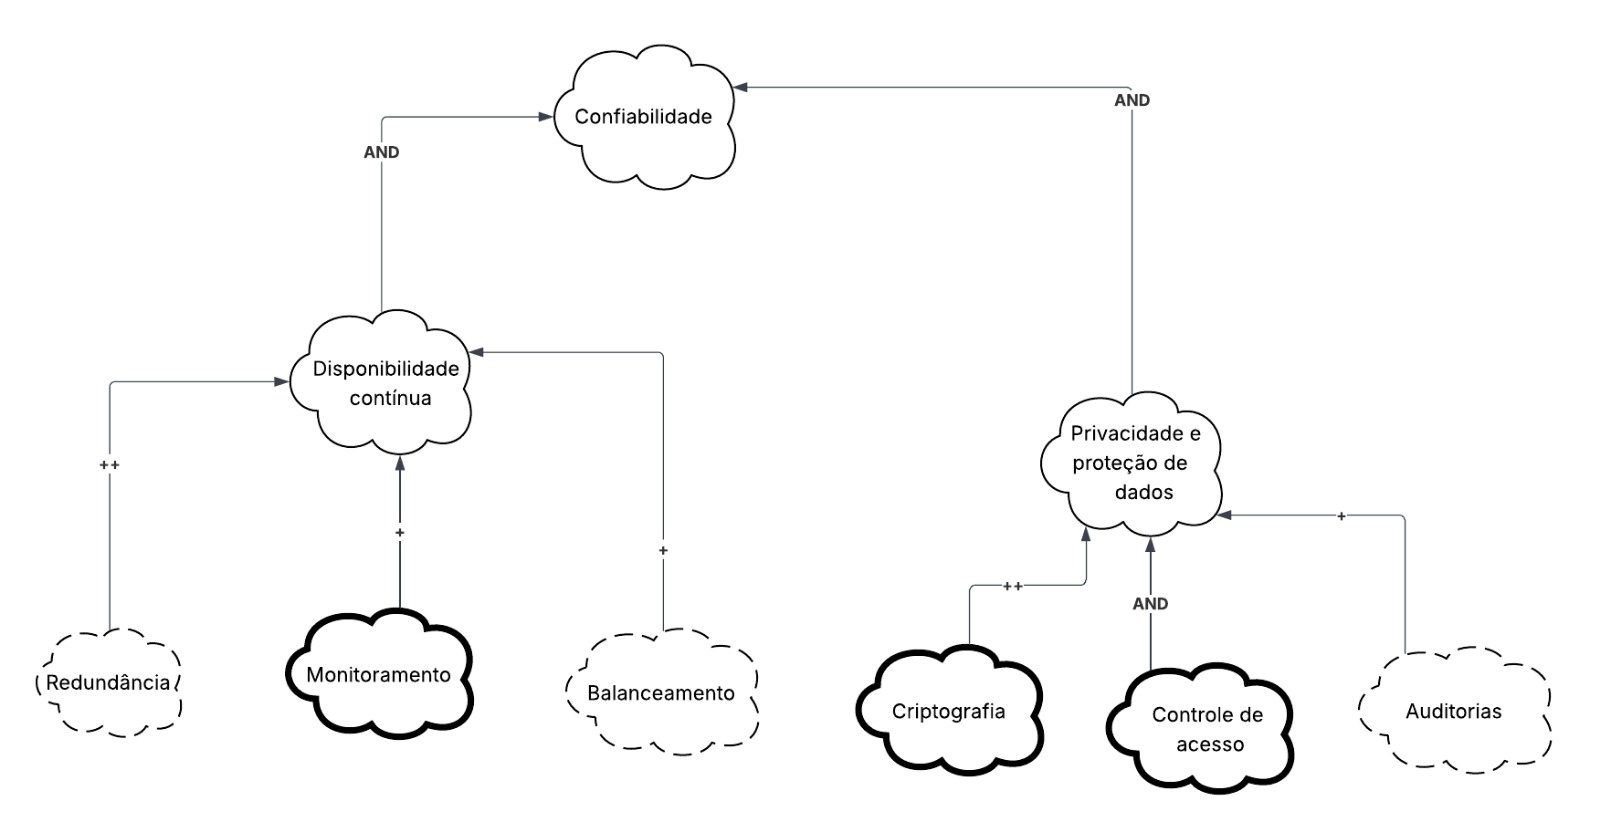 Confiabilidade
AND
AND
Disponibilidade
contínua
Privacidade e
proteção de
dados
++
+
+
+
++
AND
Redundância
Monitoramento
Balanceamento
Criptografia
Controle de
acesso
Auditorias